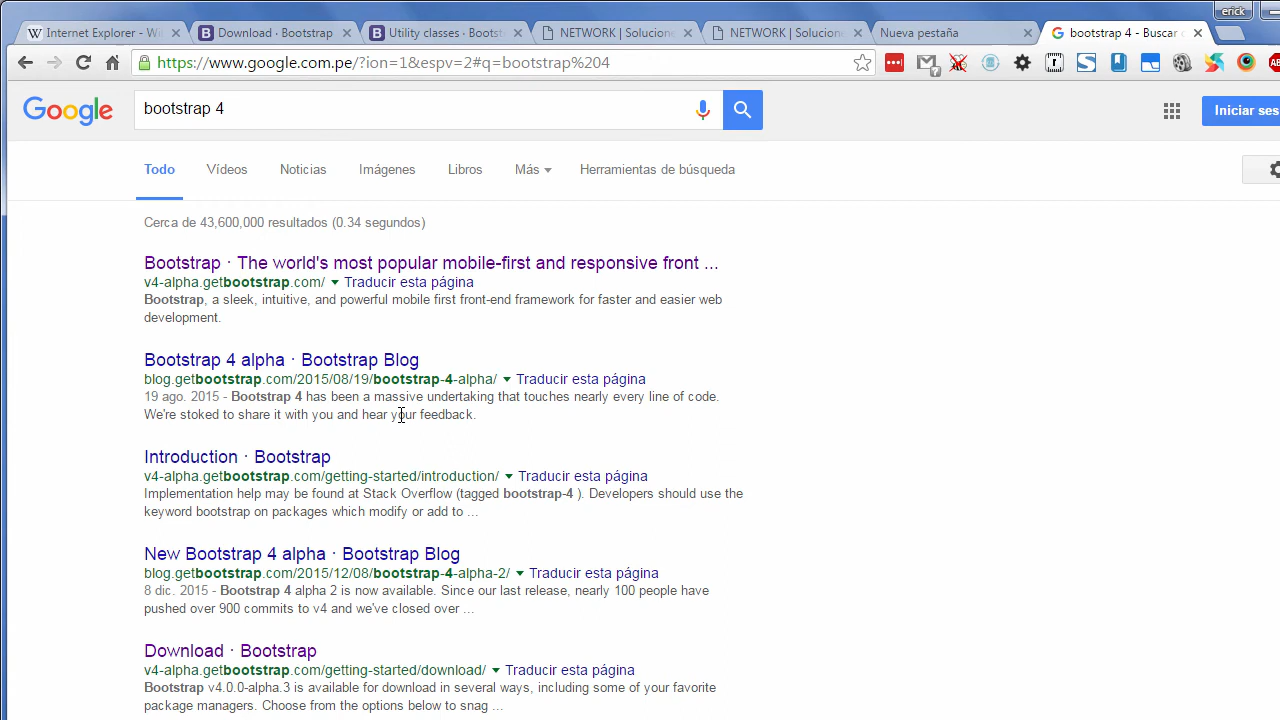 erick
Internet Explorer - Wi
Download · Bootstrap
Utility classes · Bootst
NETWORK | Solucione
NETWORK | Solucione
Nueva pestaña
bootstrap 4 - Buscar c
https://www.google.com.pe/?ion=1&espv=2#q=bootstrap%204
Google
bootstrap 4
Iniciar ses
Todo
Vídeos
Noticias
Imágenes
Libros
Más
Herramientas de búsqueda
Cerca de 43,600,000 resultados (0.34 segundos)
Bootstrap · The world's most popular mobile-first and responsive front ...
v4-alpha.getbootstrap.com/ Traducir esta página
Bootstrap, a sleek, intuitive, and powerful mobile first front-end framework for faster and easier web
development.
Bootstrap 4 alpha · Bootstrap Blog
blog.getbootstrap.com/2015/08/19/bootstrap-4-alpha/ Traducir esta página
19 ago. 2015 - Bootstrap 4 has been a massive undertaking that touches nearly every line of code.
We're stoked to share it with you and hear your feedback.
Introduction · Bootstrap
v4-alpha.getbootstrap.com/getting-started/introduction/ Traducir esta página
Implementation help may be found at Stack Overflow (tagged bootstrap-4 ). Developers should use the
keyword bootstrap on packages which modify or add to ...
New Bootstrap 4 alpha · Bootstrap Blog
blog.getbootstrap.com/2015/12/08/bootstrap-4-alpha-2/ Traducir esta página
8 dic. 2015 - Bootstrap 4 alpha 2 is now available. Since our last release, nearly 100 people have
pushed over 900 commits to v4 and we've closed over ...
Download · Bootstrap
v4-alpha.getbootstrap.com/getting-started/download/ Traducir esta página
Bootstrap v4.0.0-alpha.3 is available for download in several ways, including some of your favorite
package managers. Choose from the options below to snag ...